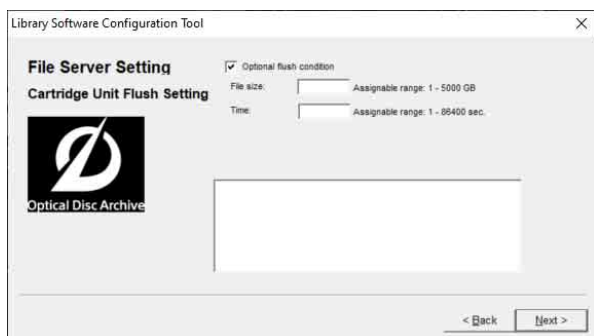 Library Software Configuration Tool
File Server Setting
Cartridge Unit Flush Setting
Optical Disc Archive
Optional flush condition
File size: Assignable range: 1 - 5000 GB
Time: Assignable range: 1 - 86400 sec.
< Back Next >